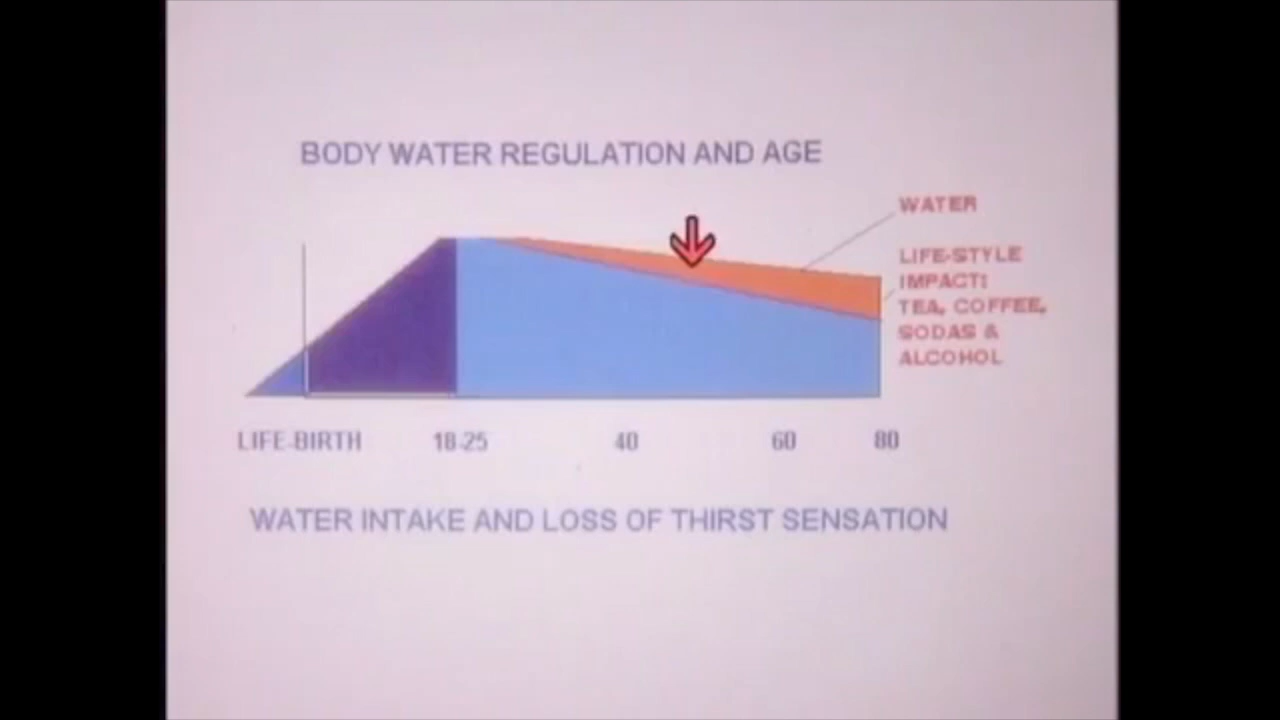 BODY WATER REGULATION AND AGE
WATER
LIFE-STYLE
IMPACT:
TEA, COFFEE,
SODAS &
ALCOHOL
LIFE-BIRTH 18-25 40 60 80
WATER INTAKE AND LOSS OF THIRST SENSATION